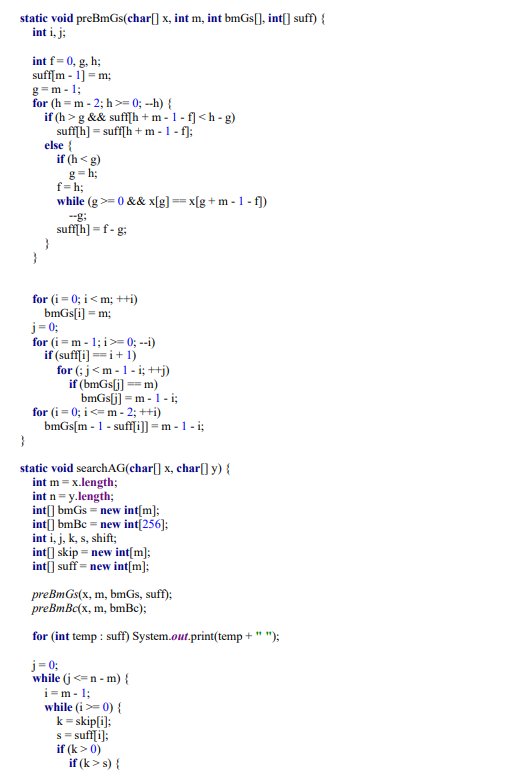 static void preBmGs(char[] x, int m, int bmGs[], int[] suff) {
int i, j;
int f = 0, g, h;
suff[m - 1] = m;
g = m - 1;
for (h = m - 2; h >= 0; --h) {
if (h > g && suff[h + m - 1 - f] < h - g)
suff[h] = suff[h + m - 1 - f];
else {
if (h < g)
g = h;
f = h;
while (g >= 0 && x[g] == x[g + m - 1 - f])
--g;
suff[h] = f - g;
}
}
for (i = 0; i < m; ++i)
bmGs[i] = m;
j = 0;
for (i = m - 1; i >= 0; --i)
if (suff[i] == i + 1)
for (; j < m - 1 - i; ++j)
if (bmGs[j] == m)
bmGs[j] = m - 1 - i;
for (i = 0; i <= m - 2; ++i)
bmGs[m - 1 - suff[i]] = m - 1 - i;
}
static void searchAG(char[] x, char[] y) {
int m = x.length;
int n = y.length;
int[] bmGs = new int[m];
int[] bmBc = new int[256];
int i, j, k, s, shift;
int[] skip = new int[m];
int[] suff = new int[m];
preBmGs(x, m, bmGs, suff);
preBmBc(x, m, bmBc);
for (int temp : suff) System.out.print(temp + " ");
j = 0;
while (j <= n - m) {
i = m - 1;
while (i >= 0) {
k = skip[i];
s = suff[i];
if (k > 0)
if (k > s) {